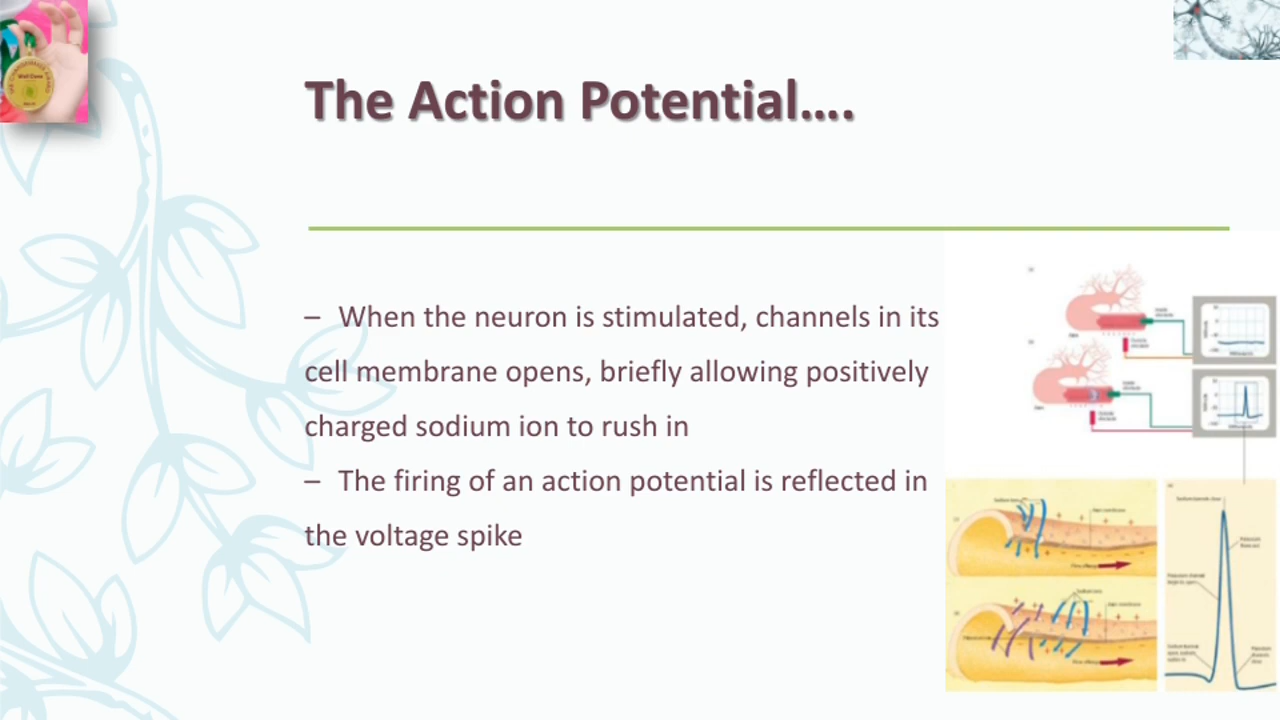 The Action Potential....
– When the neuron is stimulated, channels in its
cell membrane opens, briefly allowing positively
charged sodium ion to rush in
– The firing of an action potential is reflected in
the voltage spike